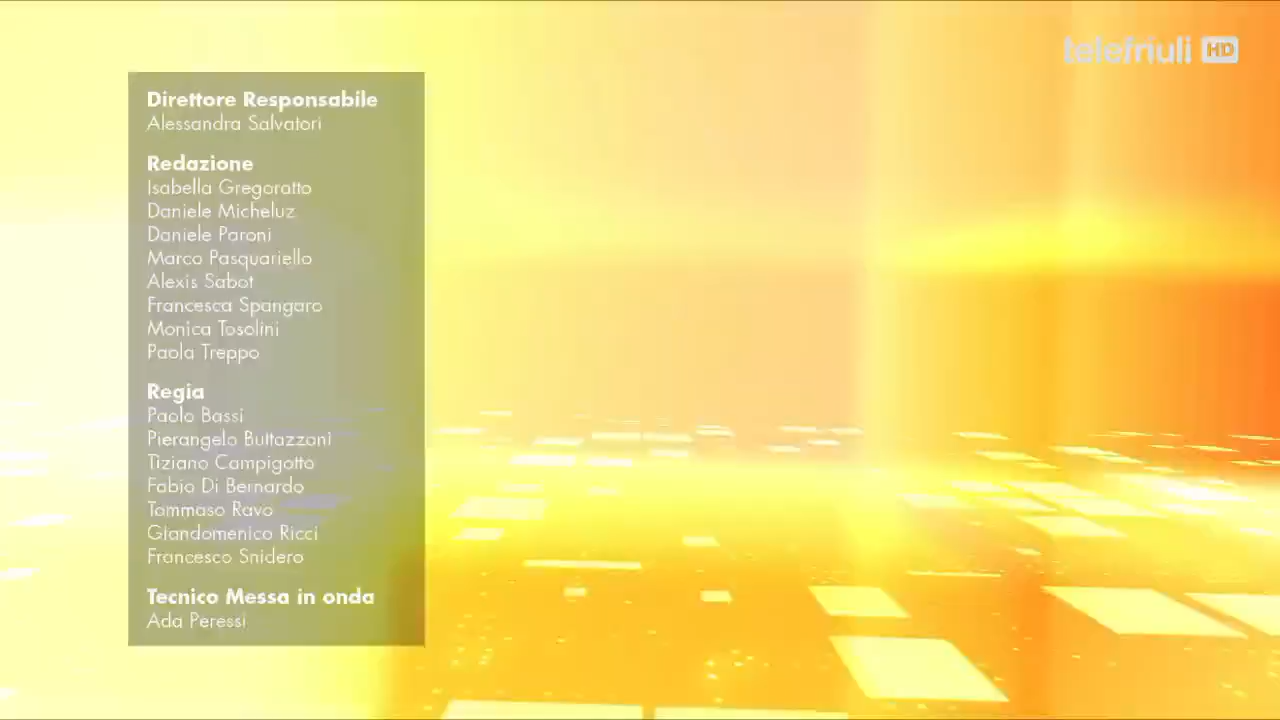 telefriuli HD
Direttore Responsabile
Alessandra Salvatori
Redazione
Isabella Gregoratto
Daniele Micheluz
Daniele Paroni
Marco Pasquariello
Alexis Sabot
Francesca Spangaro
Monica Tosolini
Paola Treppo
Regia
Paolo Bassi
Pierangelo Buttazzoni
Tiziano Campigotto
Fabio Di Bernardo
Tommaso Ravo
Giandomenico Ricci
Francesco Snidero
Tecnico Messa in onda
Ada Peressi